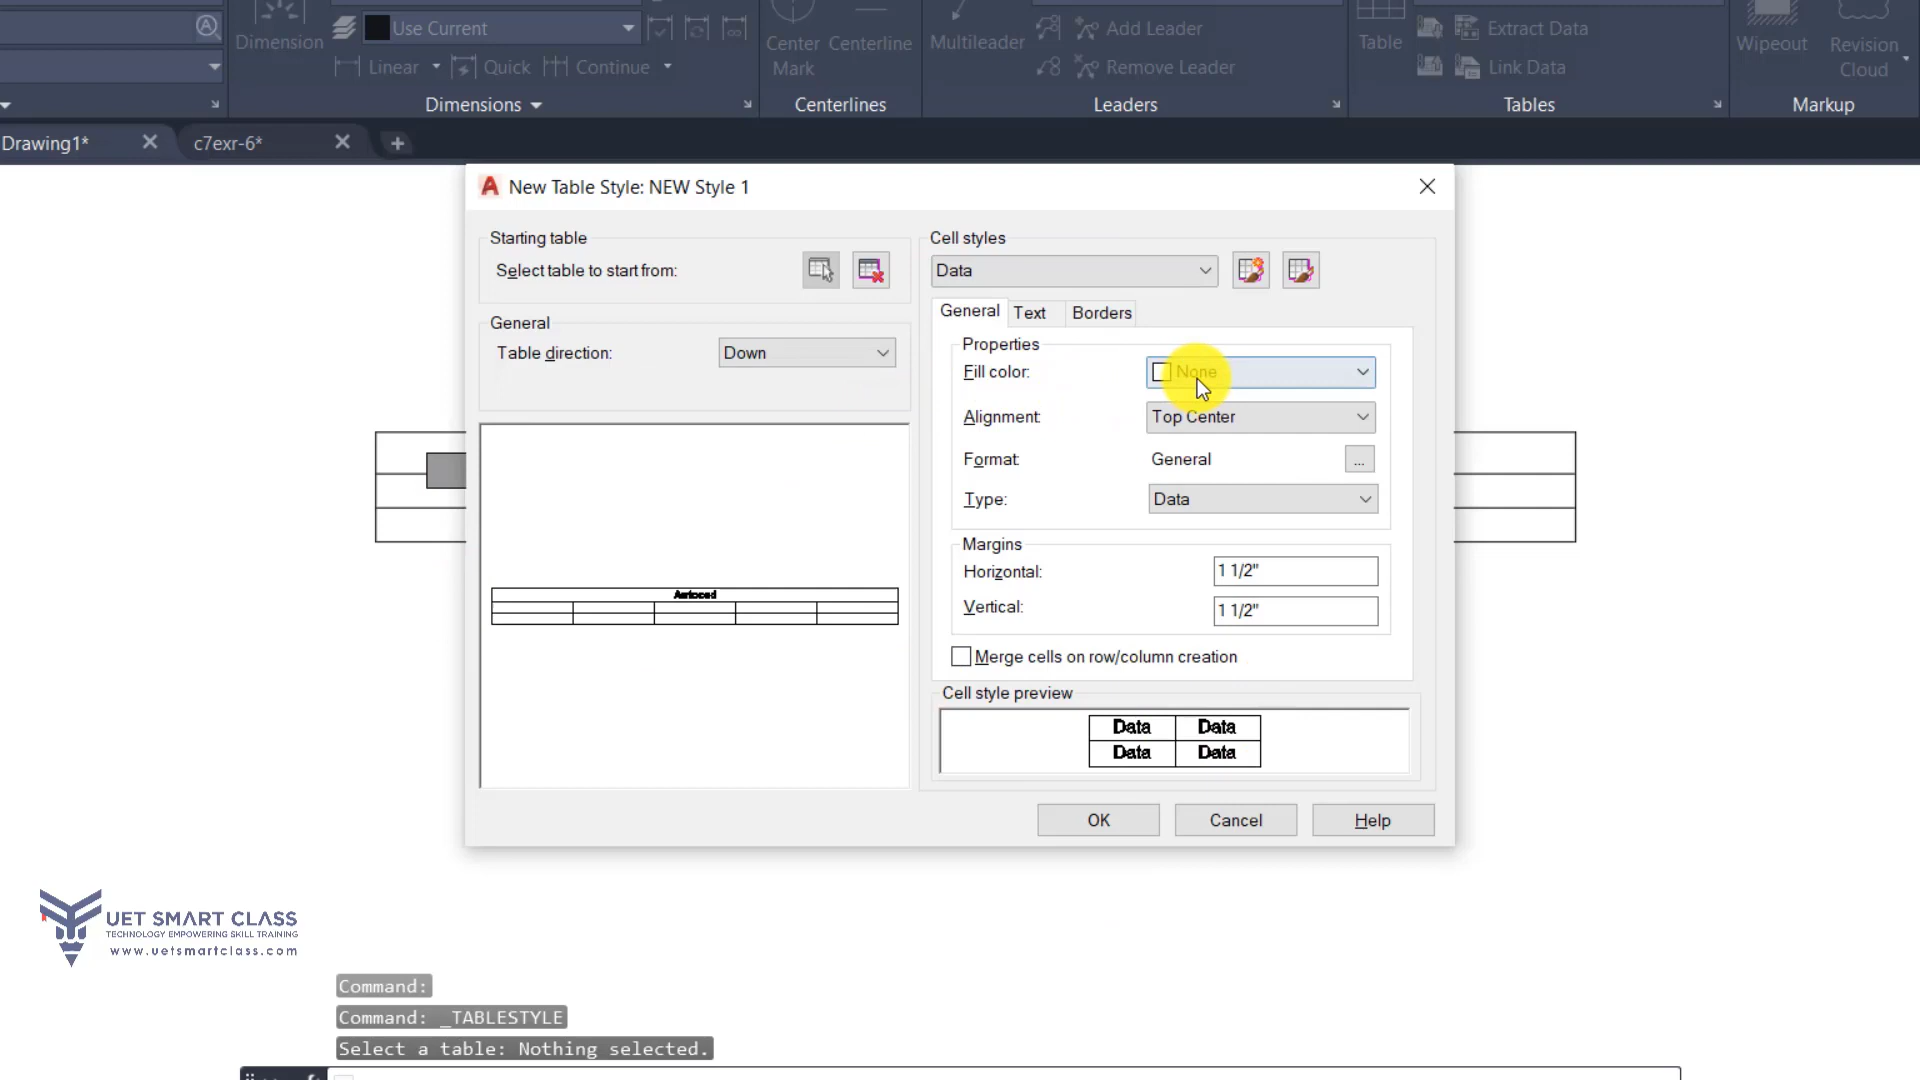 Use Current
Dimension
Linear
Quick
Continue
Dimensions
Center
Mark
Centerline
Centerlines
Multileader
Add Leader
Remove Leader
Leaders
Table
Extract Data
Link Data
Tables
Wipeout
Revision
Cloud
Markup
Drawing1*
c7exr-6*
New Table Style: NEW Style 1
Starting table
Select table to start from:
General
Table direction:
Down
Autocad
Cell styles
Data
General
Text
Borders
Properties
Fill color:
None
Alignment:
Top Center
Format:
General
...
Type:
Data
Margins
Horizontal:
1 1/2"
Vertical:
1 1/2"
Merge cells on row/column creation
Cell style preview
Data Data
Data Data
OK
Cancel
Help
UET SMART CLASS
TECHNOLOGY EMPOWERING SKILL TRAINING
www.uetsmartclass.com
Command:
Command: _TABLESTYLE
Select a table: Nothing selected.